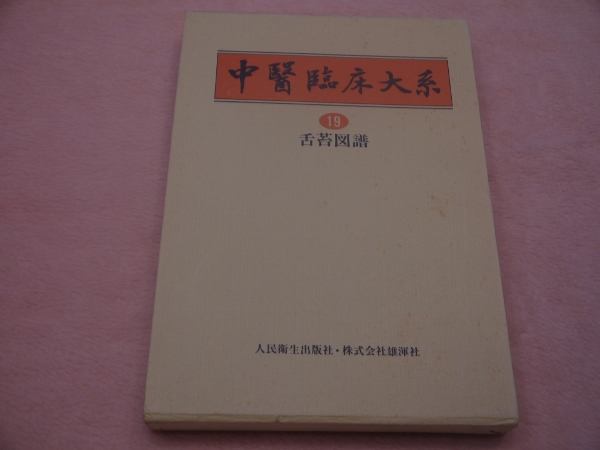 中醫臨床大系
19
舌苔図譜
人民衛生出版社・株式会社雄渾社